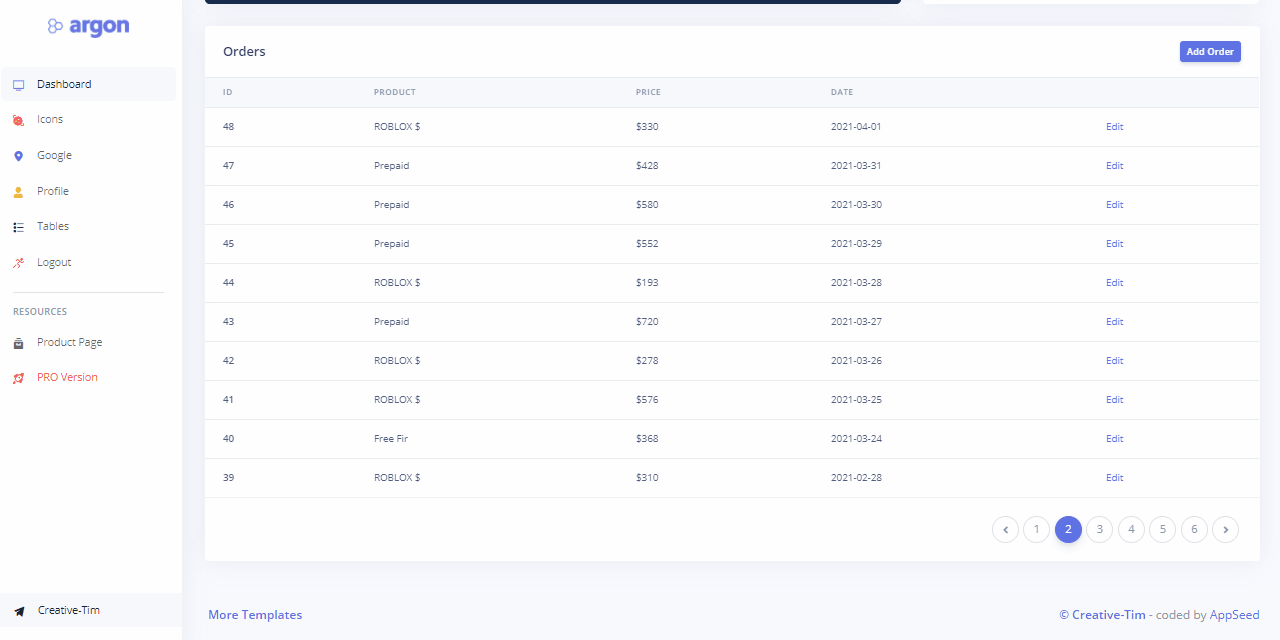 argon
Dashboard
Icons
Google
Profile
Tables
Logout
RESOURCES
Product Page
PRO Version
Creative-Tim
Orders
Add Order
ID PRODUCT PRICE DATE
48 ROBLOX $ $330 2021-04-01 Edit
47 Prepaid $428 2021-03-31 Edit
46 Prepaid $580 2021-03-30 Edit
45 Prepaid $552 2021-03-29 Edit
44 ROBLOX $ $193 2021-03-28 Edit
43 Prepaid $720 2021-03-27 Edit
42 ROBLOX $ $278 2021-03-26 Edit
41 ROBLOX $ $576 2021-03-25 Edit
40 Free Fir $368 2021-03-24 Edit
39 ROBLOX $ $310 2021-02-28 Edit
1 2 3 4 5 6
More Templates
© Creative-Tim - coded by AppSeed